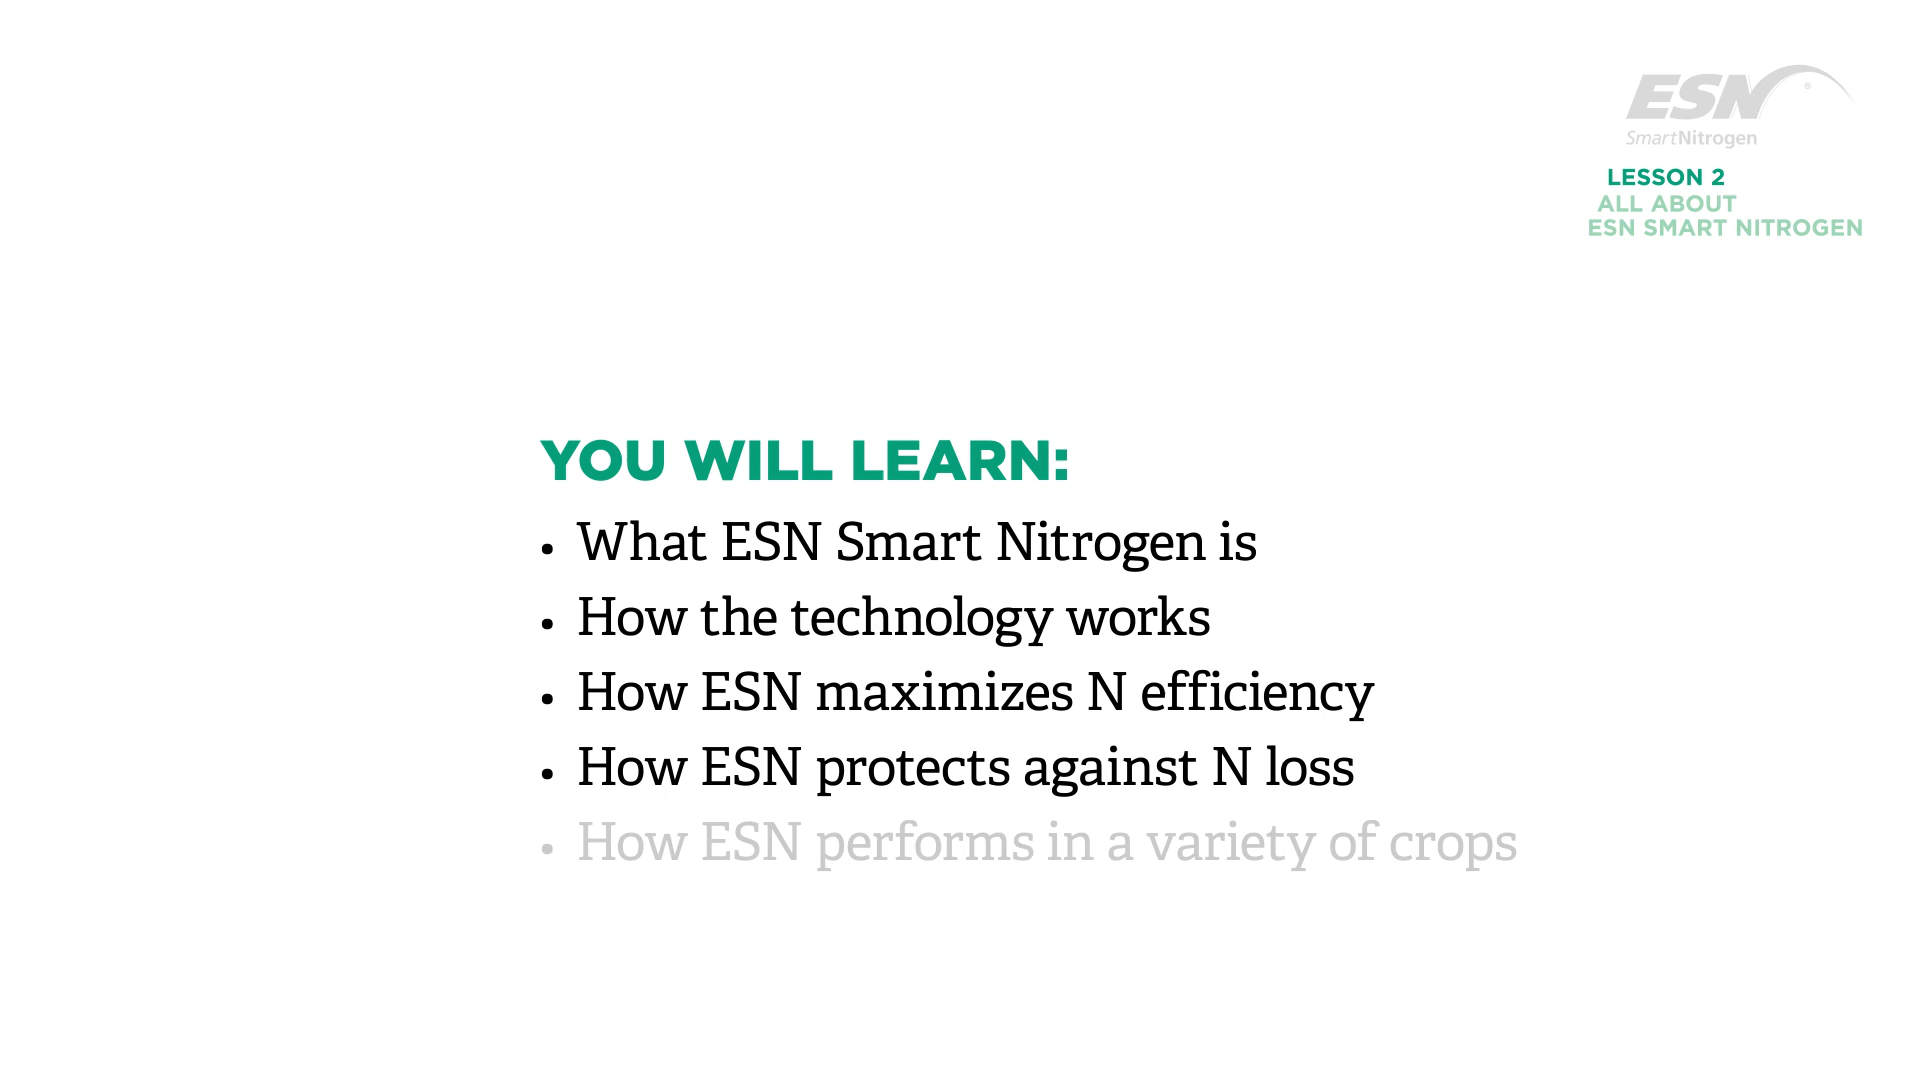 ESN®
SmartNitrogen
LESSON 2
ALL ABOUT
ESN SMART NITROGEN
YOU WILL LEARN:
• What ESN Smart Nitrogen is
• How the technology works
• How ESN maximizes N efficiency
• How ESN protects against N loss
• How ESN performs in a variety of crops